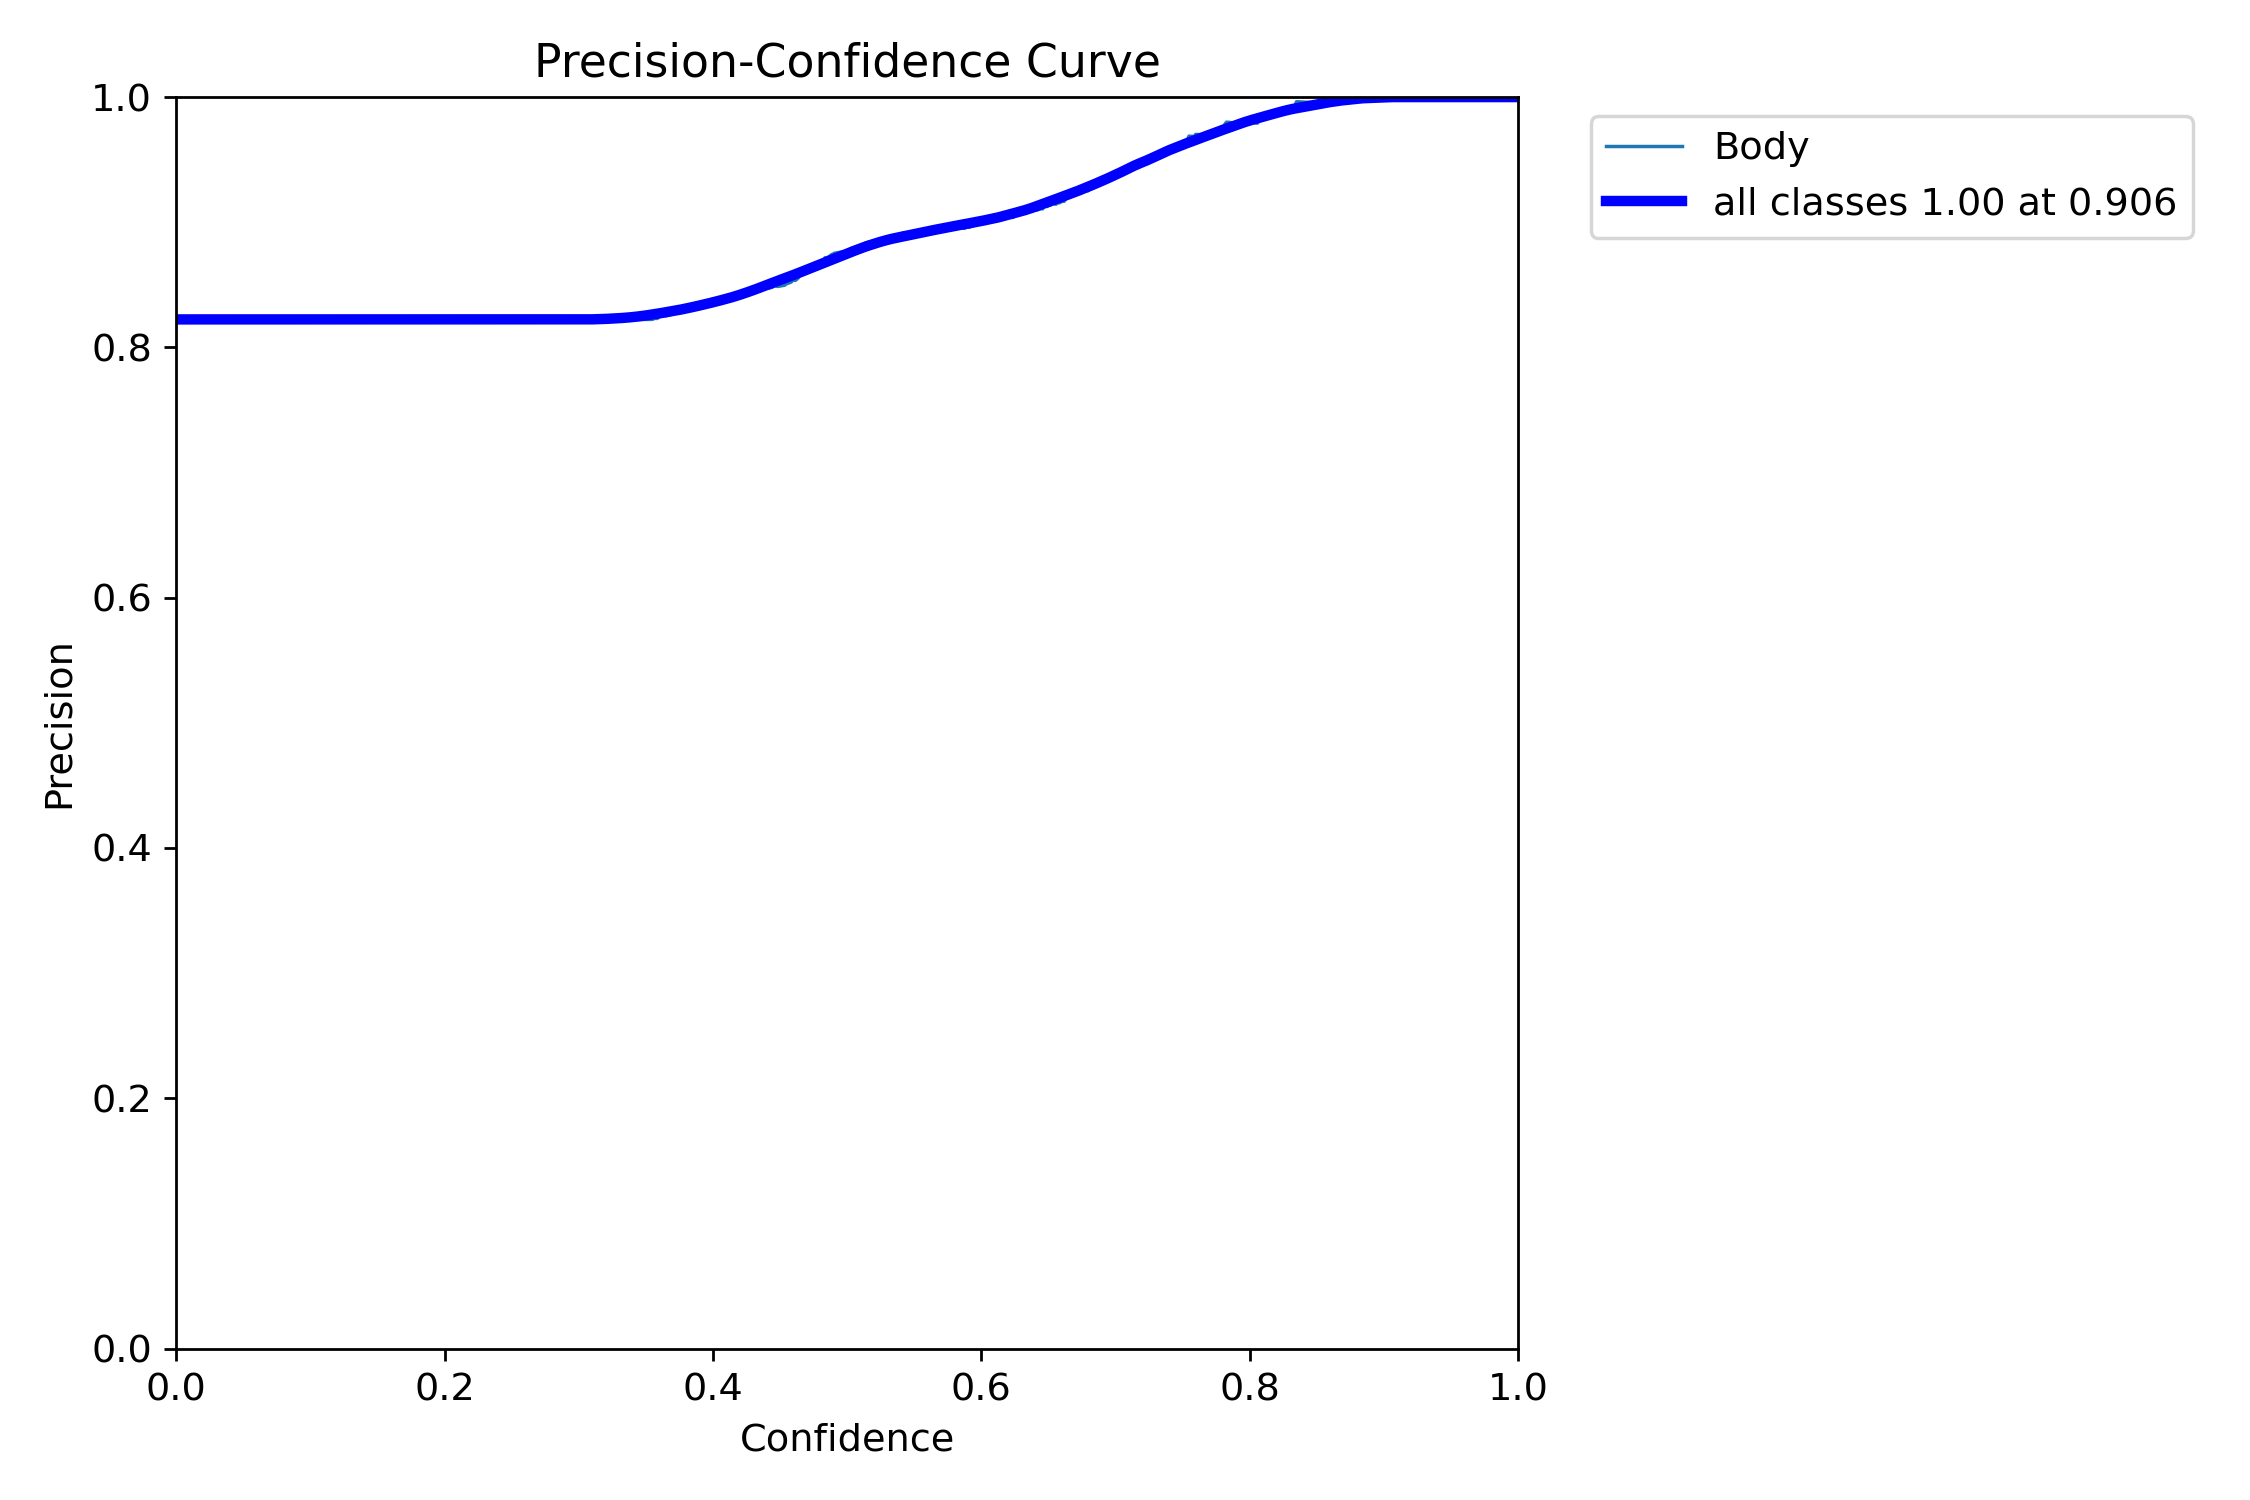 Precision-Confidence Curve
1.0
0.8
0.6
0.4
0.2
0.0
Precision
0.0 0.2 0.4 0.6 0.8 1.0
Confidence
Body
all classes 1.00 at 0.906